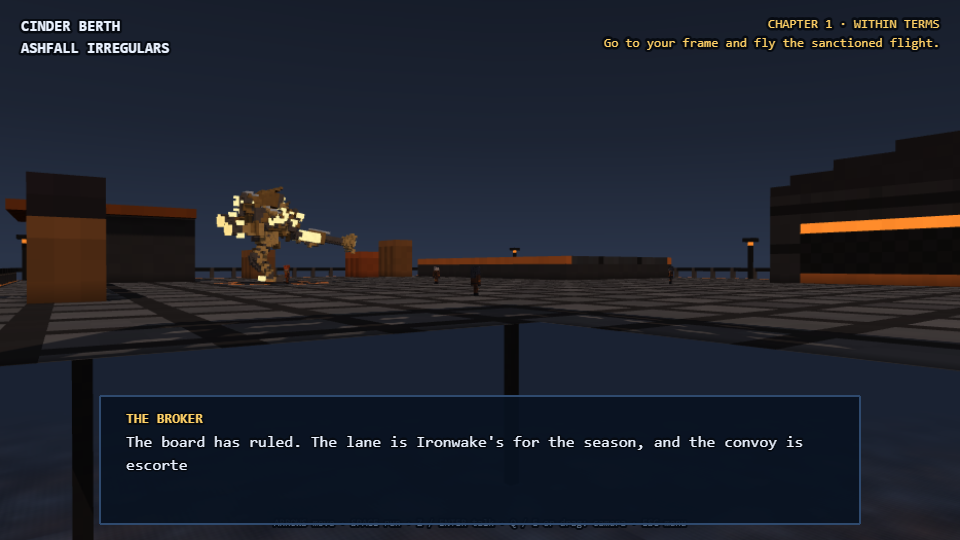 CINDER BERTH
ASHFALL IRREGULARS
CHAPTER 1 · WITHIN TERMS
Go to your frame and fly the sanctioned flight.
THE BROKER
The board has ruled. The lane is Ironwake's for the season, and the convoy is
escorte